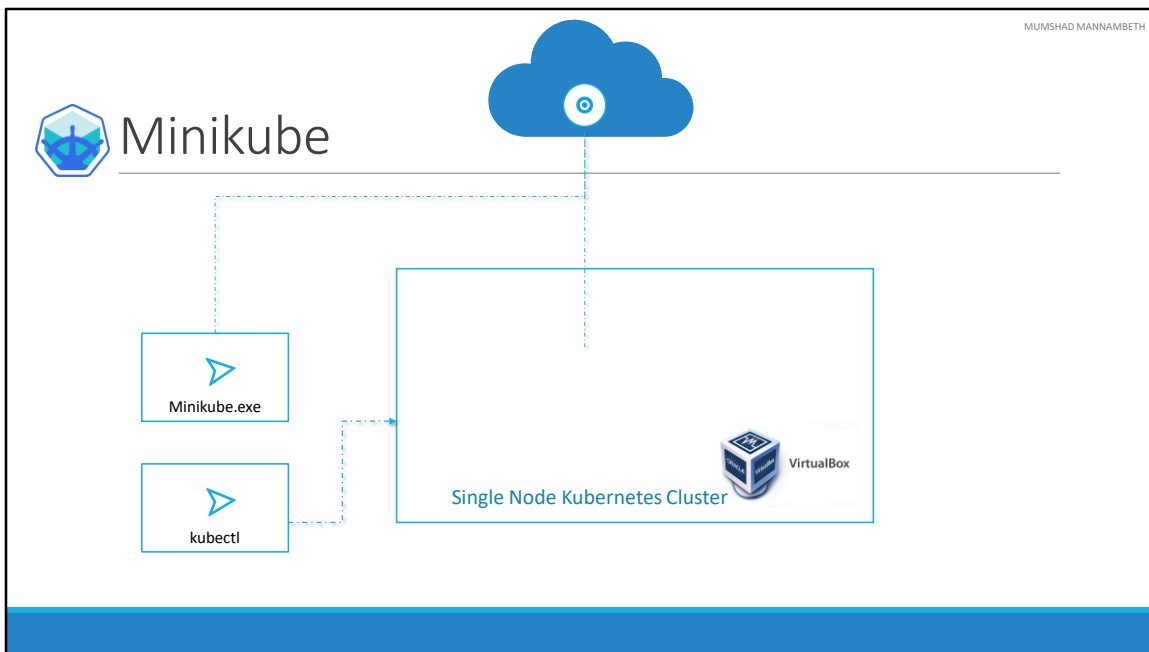 MUMSHAD MANNAMBETH
Minikube
Minikube.exe
kubectl
VirtualBox
Single Node Kubernetes Cluster